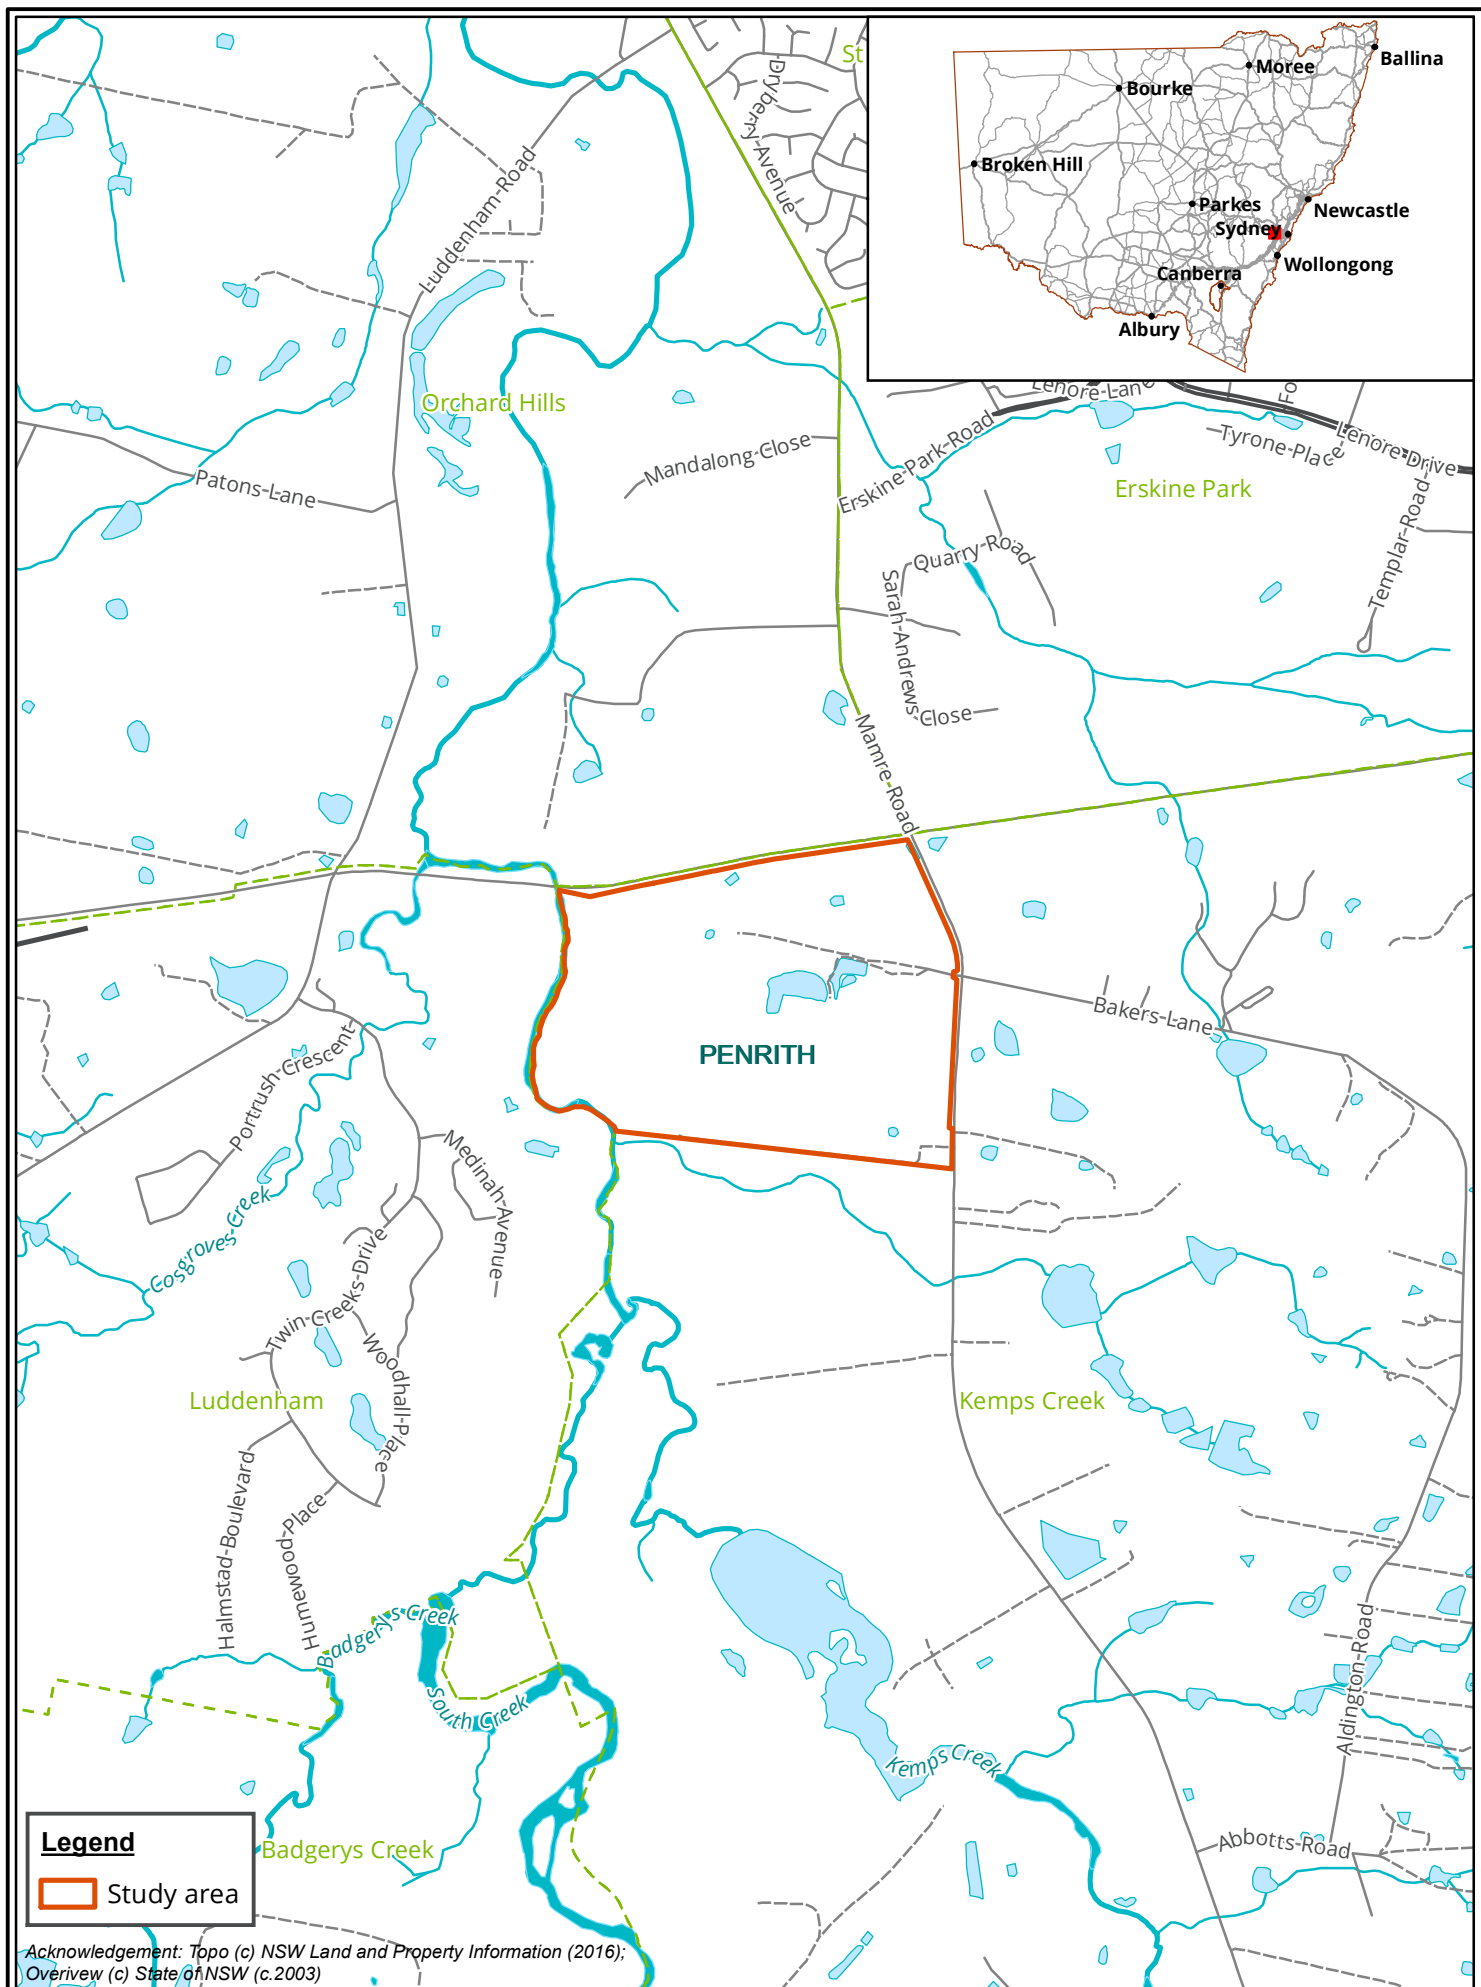 St
Dryberry Avenue
Ballina
Moree
Bourke
Broken Hill
Parkes
Newcastle
Sydney
Wollongong
Canberra
Albury
Luddenham Road
Lenore Lane
Fo
Orchard Hills
Mandalong Close
Erskine Park Road
Tyrone Place
Lenore Drive
Patons Lane
Erskine Park
Templar Road
Quarry Road
Sarah Andrews Close
Mamre Road
Bakers Lane
PENRITH
Portrush Crescent
Medinah Avenue
Cosgroves Creek
Twin Creeks Drive
Woodhall Place
Luddenham
Kemps Creek
Halmstad Boulevard
Humewood Place
Badgerys Creek
South Creek
Aldington Road
Kemps Creek
Abbotts Road
Badgerys Creek
Legend
Study area
Acknowledgement: Topo (c) NSW Land and Property Information (2016);
Overivew (c) State of NSW (c.2003)